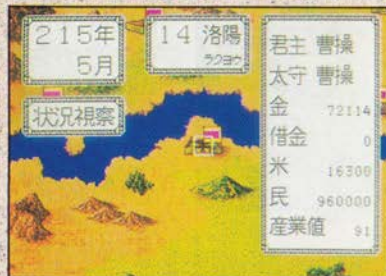 215年
5月
14 洛陽
ラクヨウ
状況視察
君主 曹操
太守 曹操
金 72114
借金 0
米 16300
民 960000
産業値 91